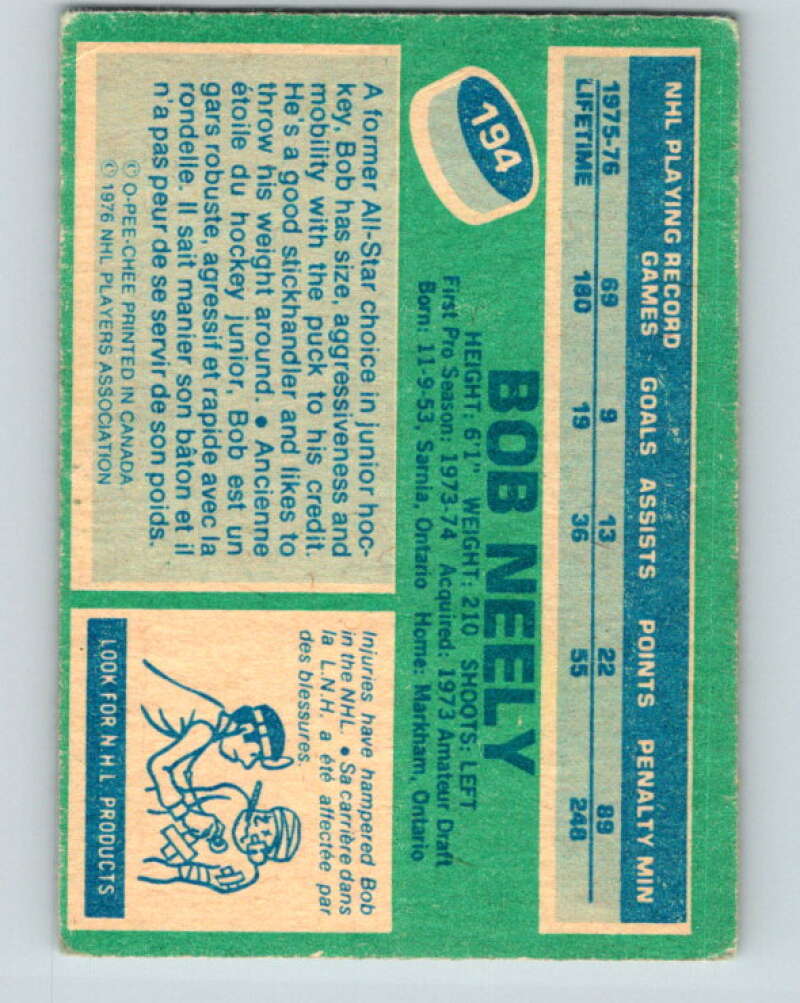 194
BOB NEELY
HEIGHT: 6'1" WEIGHT: 210 SHOOTS: LEFT
First Pro Season: 1973-74 Acquired: 1973 Amateur Draft
Born: 11-9-53, Sarnia, Ontario Home: Markham, Ontario
NHL PLAYING RECORD
GAMES GOALS ASSISTS POINTS PENALTY MIN
1975-76 69 9 13 22 89
LIFETIME 180 19 36 55 248
A former All-Star choice in junior hoc-
key, Bob has size, aggressiveness and
mobility with the puck to his credit.
He's a good stickhandler and likes to
throw his weight around. • Ancienne
étoile du hockey junior, Bob est un
gars robuste, agressif et rapide avec la
rondelle. Il sait manier son bâton et il
n'a pas peur de se servir de son poids.
© O-PEE-CHEE PRINTED IN CANADA
© 1976 NHL PLAYERS ASSOCIATION
Injuries have hampered Bob
in the NHL. • Sa carrière dans
la L.N.H. a été affectée par
des blessures.
LOOK FOR N H L PRODUCTS